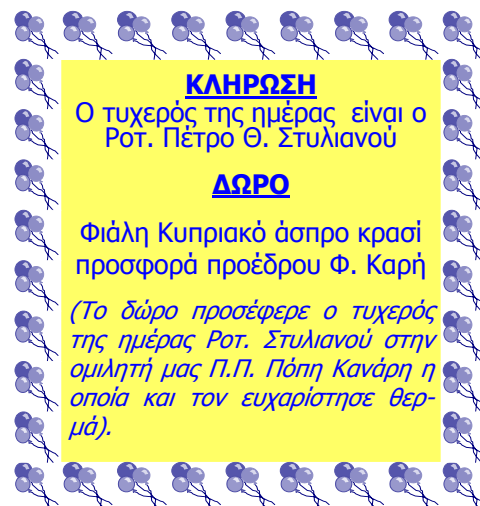 ΚΛΗΡΩΣΗ
Ο τυχερός της ημέρας είναι ο
Ροτ. Πέτρο Θ. Στυλιανού
ΔΩΡΟ
Φιάλη Κυπριακό άσπρο κρασί
προσφορά προέδρου Φ. Καρή
(Το δώρο προσέφερε ο τυχερός
της ημέρας Ροτ. Στυλιανού στην
ομιλητή μας Π.Π. Πόπη Κανάρη η
οποία και τον ευχαρίστησε θερ-
μά).